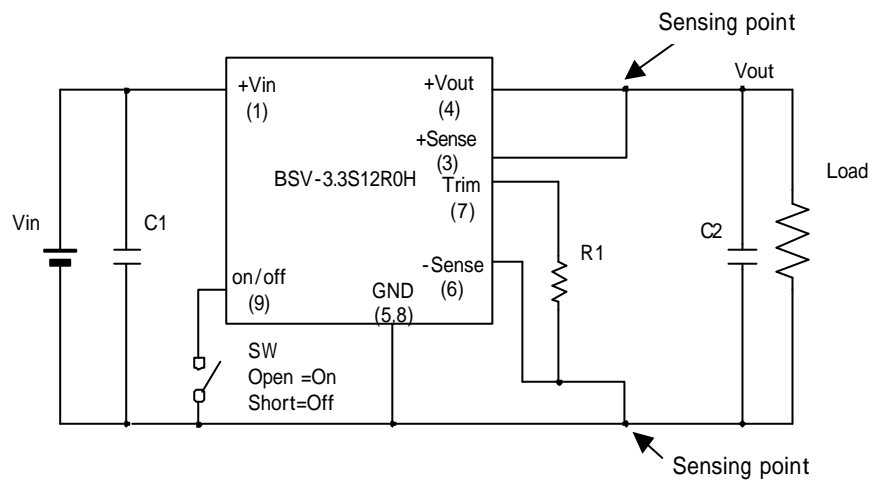 Sensing point
+Vin
(1)
+Vout
(4)
Vout
+Sense
(3)
BSV-3.3S12R0H
Trim
(7)
Load
Vin
C1
C2
R1
on/off
(9)
GND
(5,8)
-Sense
(6)
SW
Open =On
Short=Off
Sensing point